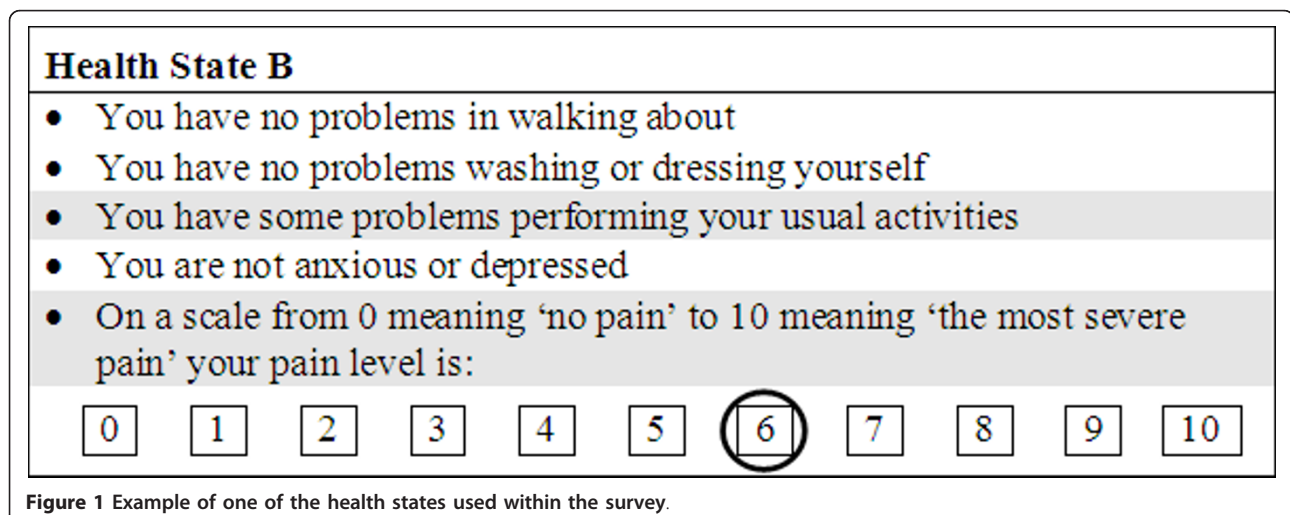 Health State B
• You have no problems in walking about
• You have no problems washing or dressing yourself
• You have some problems performing your usual activities
• You are not anxious or depressed
• On a scale from 0 meaning ‘no pain’ to 10 meaning ‘the most severe
pain’ your pain level is:
0 1 2 3 4 5 6 7 8 9 10
Figure 1 Example of one of the health states used within the survey.